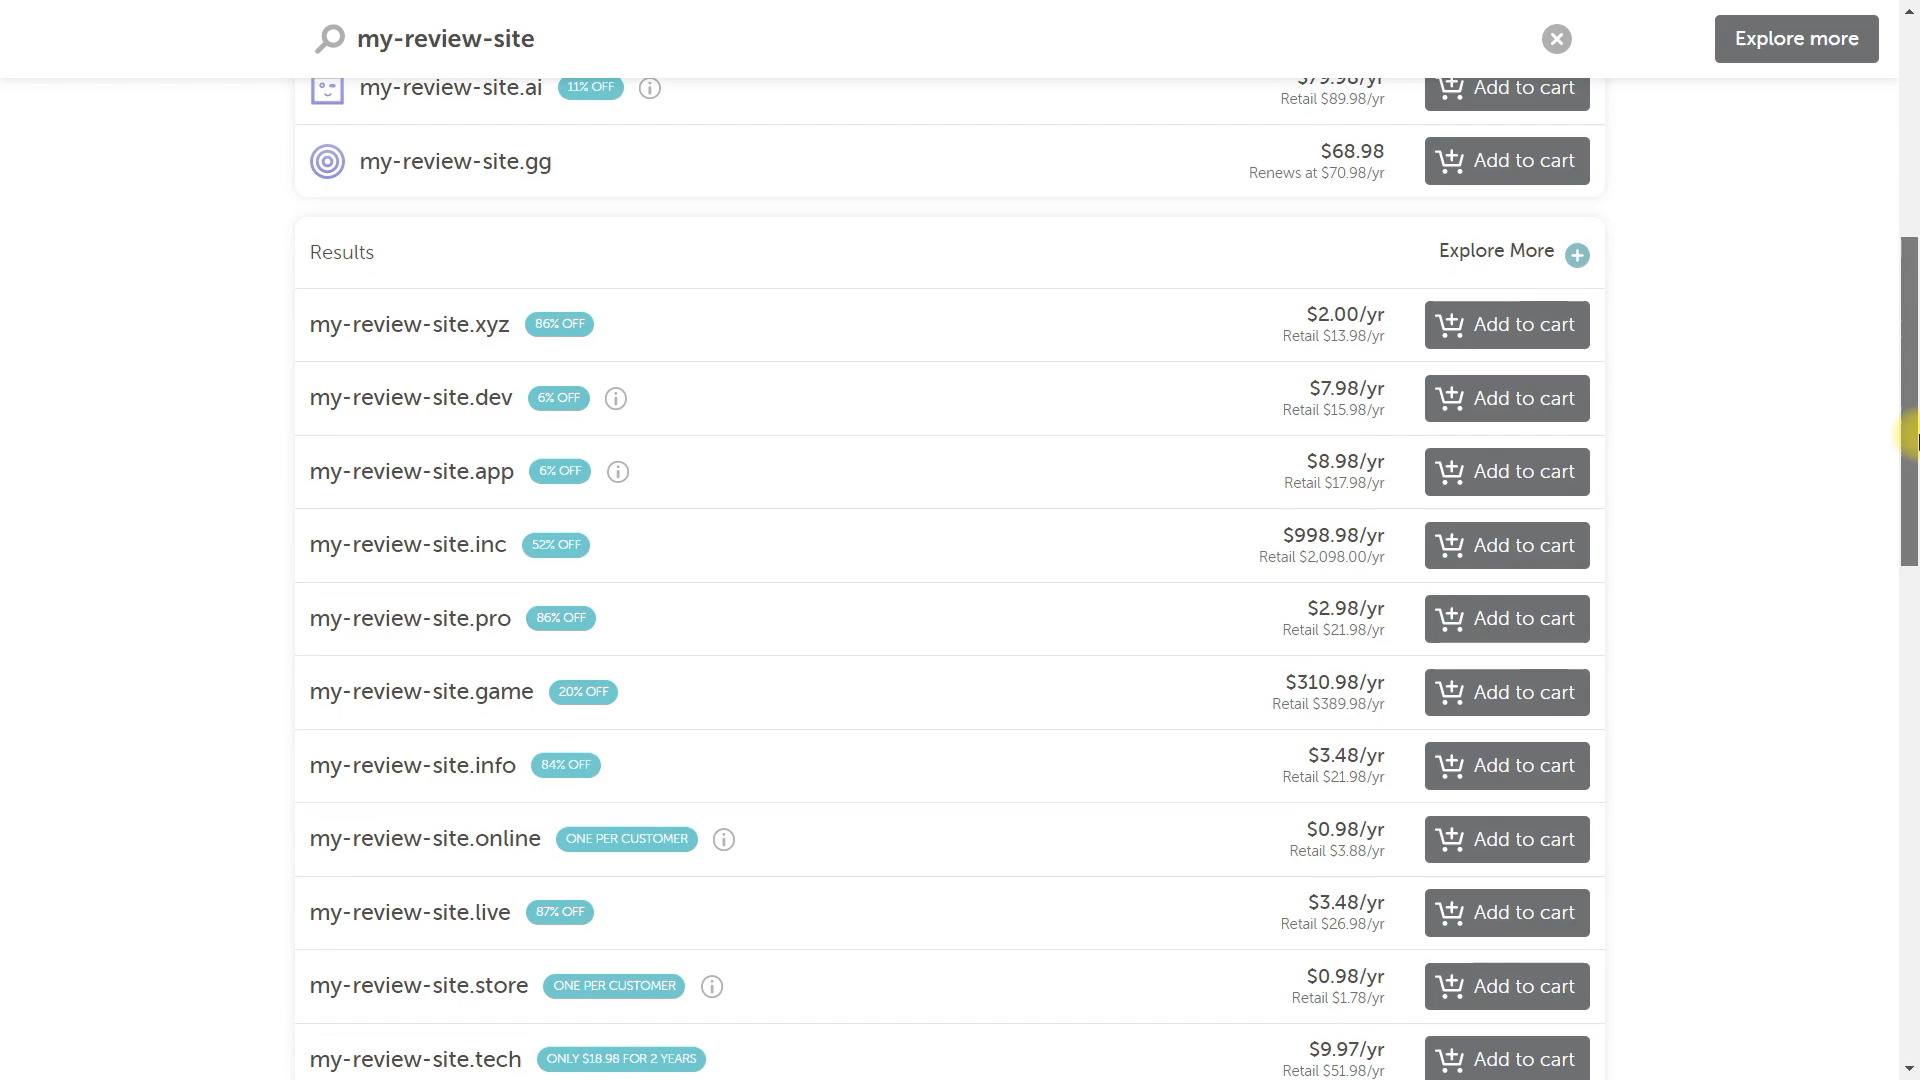 my-review-site
Explore more
my-review-site.ai
11% OFF
$79.98/yr
Retail $89.98/yr
Add to cart
my-review-site.gg
$68.98
Renews at $70.98/yr
Add to cart
Results
Explore More
my-review-site.xyz
86% OFF
$2.00/yr
Retail $13.98/yr
Add to cart
my-review-site.dev
6% OFF
$7.98/yr
Retail $15.98/yr
Add to cart
my-review-site.app
6% OFF
$8.98/yr
Retail $17.98/yr
Add to cart
my-review-site.inc
52% OFF
$998.98/yr
Retail $2,098.00/yr
Add to cart
my-review-site.pro
86% OFF
$2.98/yr
Retail $21.98/yr
Add to cart
my-review-site.game
20% OFF
$310.98/yr
Retail $389.98/yr
Add to cart
my-review-site.info
84% OFF
$3.48/yr
Retail $21.98/yr
Add to cart
my-review-site.online
ONE PER CUSTOMER
$0.98/yr
Retail $3.88/yr
Add to cart
my-review-site.live
87% OFF
$3.48/yr
Retail $26.98/yr
Add to cart
my-review-site.store
ONE PER CUSTOMER
$0.98/yr
Retail $1.78/yr
Add to cart
my-review-site.tech
ONLY $18.98 FOR 2 YEARS
$9.97/yr
Retail $51.98/yr
Add to cart